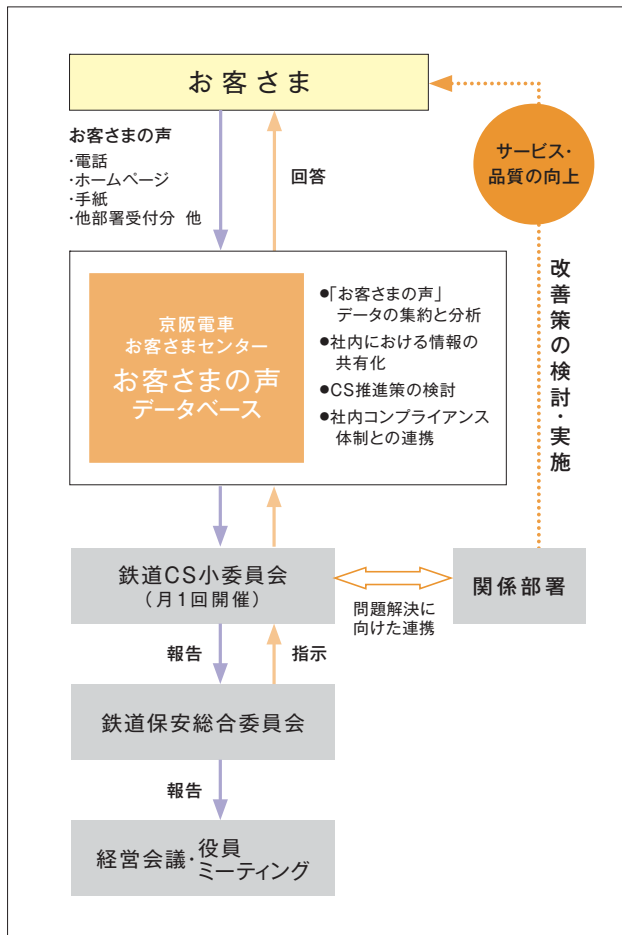 お客さま
お客さまの声
・電話
・ホームページ
・手紙
・他部署受付分 他
回答
サービス・
品質の向上
京阪電車
お客さまセンター
お客さまの声
データベース
●「お客さまの声」
データの集約と分析
●社内における情報の
共有化
●CS推進策の検討
●社内コンプライアンス
体制との連携
改善策の検討・実施
鉄道CS小委員会
（月1回開催）
問題解決に
向けた連携
関係部署
報告
指示
鉄道保安総合委員会
報告
経営会議・役員
ミーティング